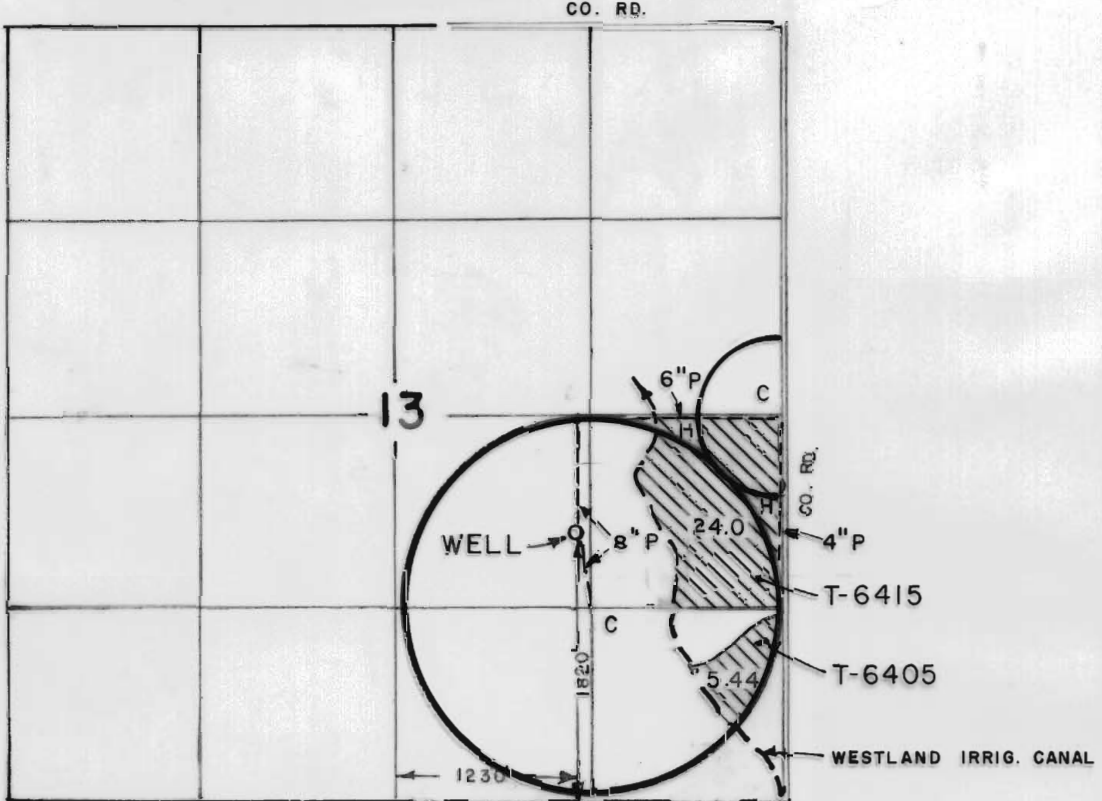 CO. RD.
6"P
C
13
H
CO. RD.
H
24.0
4"P
WELL
8"P
T-6415
C
T-6405
1820'
5.44
WESTLAND IRRIG. CANAL
1230